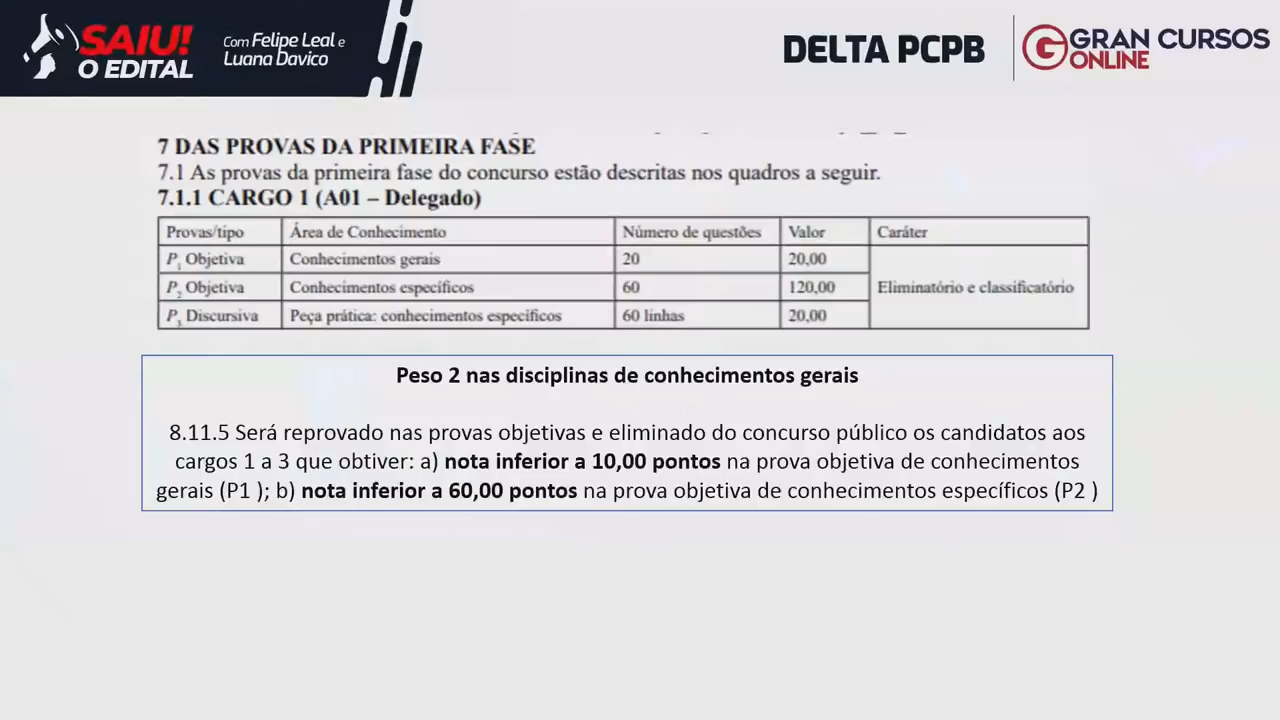 SAIU!
O EDITAL
Com Felipe Leal e
Luana Davico
DELTA PCPB
GRAN CURSOS
ONLINE
7 DAS PROVAS DA PRIMEIRA FASE
7.1 As provas da primeira fase do concurso estão descritas nos quadros a seguir.
7.1.1 CARGO 1 (A01 – Delegado)
Provas/tipo Área de Conhecimento Número de questões Valor Caráter
P1 Objetiva Conhecimentos gerais 20 20,00
P2 Objetiva Conhecimentos específicos 60 120,00 Eliminatório e classificatório
P3 Discursiva Peça prática: conhecimentos específicos 60 linhas 20,00
Peso 2 nas disciplinas de conhecimentos gerais
8.11.5 Será reprovado nas provas objetivas e eliminado do concurso público os candidatos aos
cargos 1 a 3 que obtiver: a) nota inferior a 10,00 pontos na prova objetiva de conhecimentos
gerais (P1 ); b) nota inferior a 60,00 pontos na prova objetiva de conhecimentos específicos (P2 )